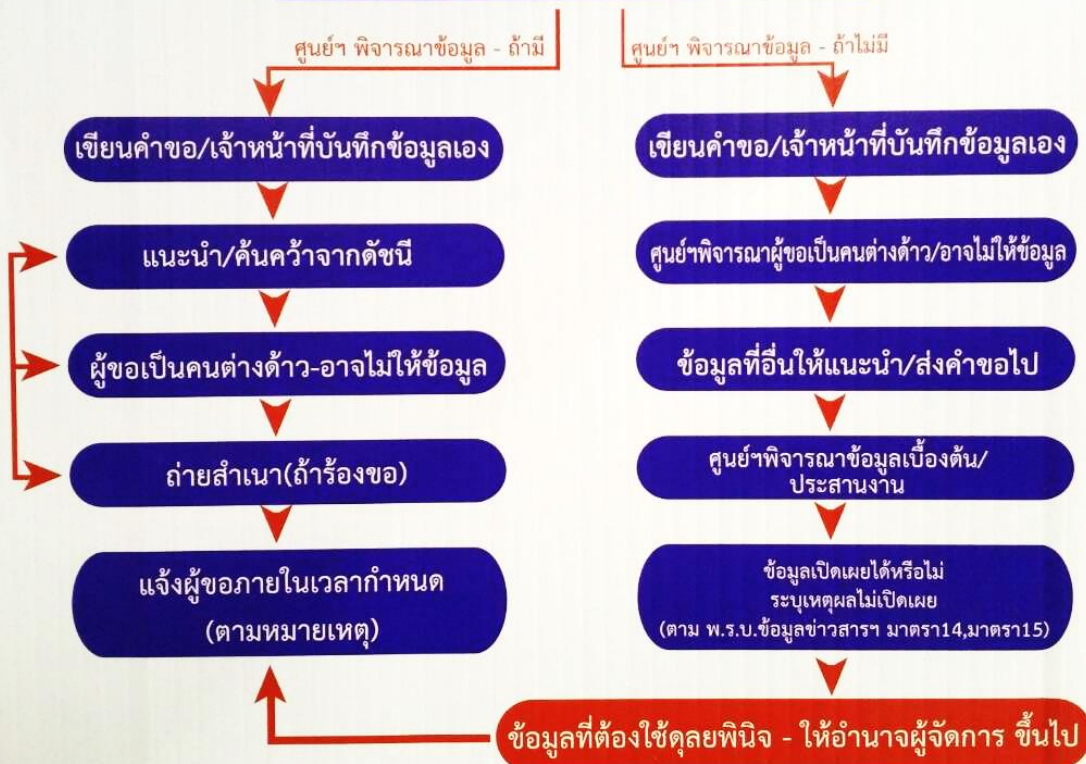 ศูนย์ฯ พิจารณาข้อมูล - ถ้ามี
เขียนคำขอ/เจ้าหน้าที่บันทึกข้อมูลเอง
แนะนำ/ค้นคว้าจากดัชนี
ผู้ขอเป็นคนต่างด้าว-อาจไม่ให้ข้อมูล
ถ่ายสำเนา(ถ้าร้องขอ)
แจ้งผู้ขอภายในเวลากำหนด
(ตามหมายเหตุ)
ศูนย์ฯ พิจารณาข้อมูล - ถ้าไม่มี
เขียนคำขอ/เจ้าหน้าที่บันทึกข้อมูลเอง
ศูนย์ฯพิจารณาผู้ขอเป็นคนต่างด้าว/อาจไม่ให้ข้อมูล
ข้อมูลที่อื่นให้แนะนำ/ส่งคำขอไป
ศูนย์ฯพิจารณาข้อมูลเบื้องต้น/
ประสานงาน
ข้อมูลเปิดเผยได้หรือไม่
ระบุเหตุผลไม่เปิดเผย
(ตาม พ.ร.บ.ข้อมูลข่าวสารฯ มาตรา14,มาตรา15)
ข้อมูลที่ต้องใช้ดุลยพินิจ - ให้อำนาจผู้จัดการ ขึ้นไป